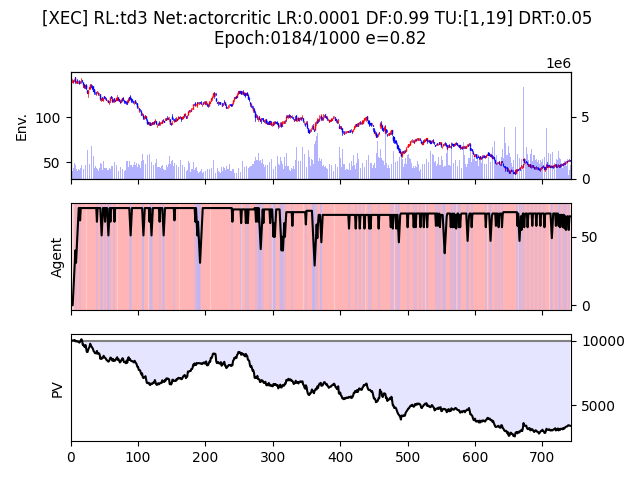 [XEC] RL:td3 Net:actorcritic LR:0.0001 DF:0.99 TU:[1,19] DRT:0.05
Epoch:0184/1000 e=0.82
1e6
Env.
100
50
5
0
Agent
50
0
PV
10000
5000
0 100 200 300 400 500 600 700